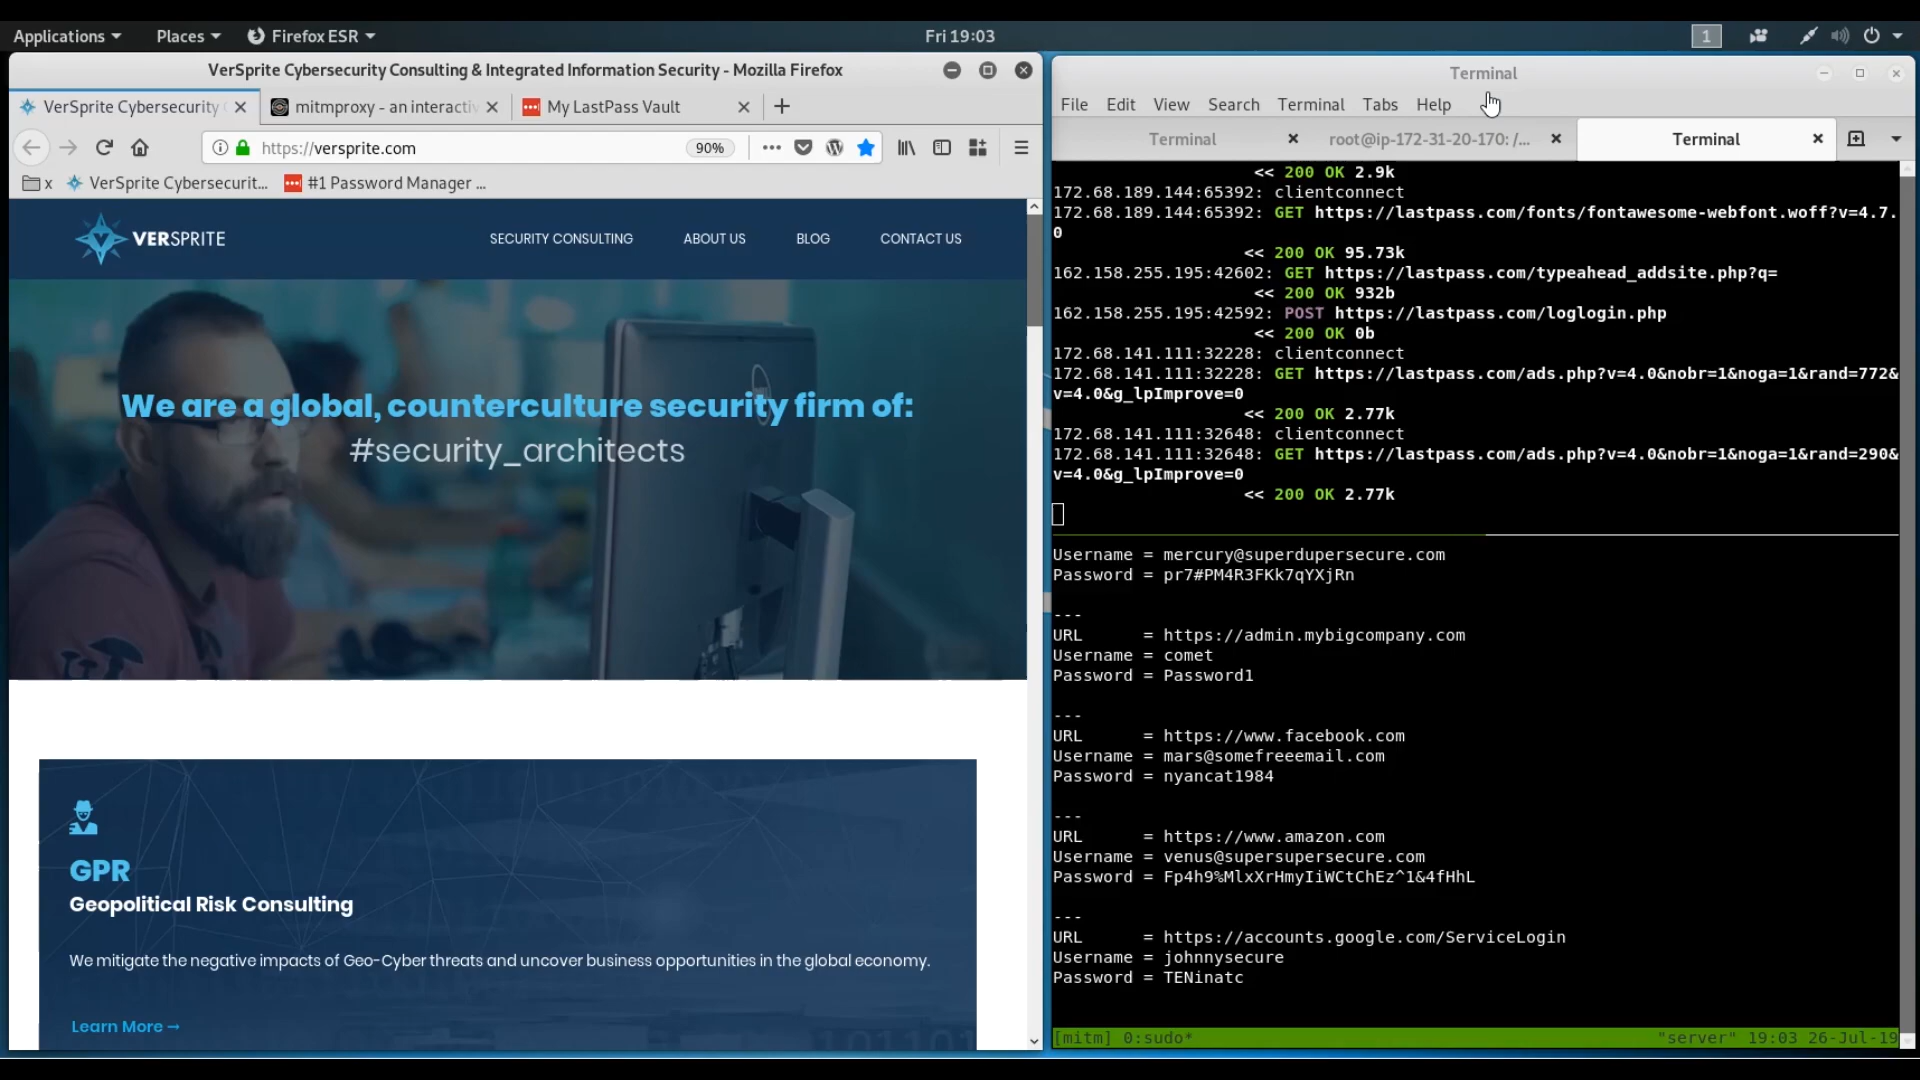 Applications Places Firefox ESR Fri 19:03 1
VerSprite Cybersecurity Consulting & Integrated Information Security - Mozilla Firefox
VerSprite Cybersecurity mitmproxy - an interacti My LastPass Vault
https://versprite.com 90%
x VerSprite Cybersecurit... #1 Password Manager ...
VERSPRITE SECURITY CONSULTING ABOUT US BLOG CONTACT US
We are a global, counterculture security firm of:
#security_architects
GPR
Geopolitical Risk Consulting
We mitigate the negative impacts of Geo-Cyber threats and uncover business opportunities in the global economy.
Learn More →
Terminal
File Edit View Search Terminal Tabs Help
Terminal root@ip-172-31-20-170: /... Terminal
<< 200 OK 2.9k
172.68.189.144:65392: clientconnect
172.68.189.144:65392: GET https://lastpass.com/fonts/fontawesome-webfont.woff?v=4.7.
0
<< 200 OK 95.73k
162.158.255.195:42602: GET https://lastpass.com/typeahead_addsite.php?q=
<< 200 OK 932b
162.158.255.195:42592: POST https://lastpass.com/loglogin.php
<< 200 OK 0b
172.68.141.111:32228: clientconnect
172.68.141.111:32228: GET https://lastpass.com/ads.php?v=4.0&nobr=1&noga=1&rand=772&
v=4.0&g_lpImprove=0
<< 200 OK 2.77k
172.68.141.111:32648: clientconnect
172.68.141.111:32648: GET https://lastpass.com/ads.php?v=4.0&nobr=1&noga=1&rand=290&
v=4.0&g_lpImprove=0
<< 200 OK 2.77k
Username = mercury@superdupersecure.com
Password = pr7#PM4R3FKk7qYXjRn
---
URL = https://admin.mybigcompany.com
Username = comet
Password = Password1
---
URL = https://www.facebook.com
Username = mars@somefreeemail.com
Password = nyancat1984
---
URL = https://www.amazon.com
Username = venus@supersupersecure.com
Password = Fp4h9%MlxXrHmyIiWCtChEz^1&4fHhL
---
URL = https://accounts.google.com/ServiceLogin
Username = johnnysecure
Password = TENinatc
[mitm] 0:sudo* "server" 19:03 26-Jul-19